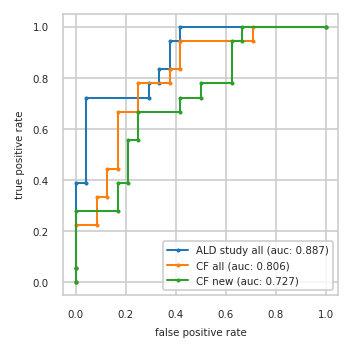 1.0
0.8
0.6
0.4
0.2
0.0
true positive rate
ALD study all (auc: 0.887)
CF all (auc: 0.806)
CF new (auc: 0.727)
0.0 0.2 0.4 0.6 0.8 1.0
false positive rate